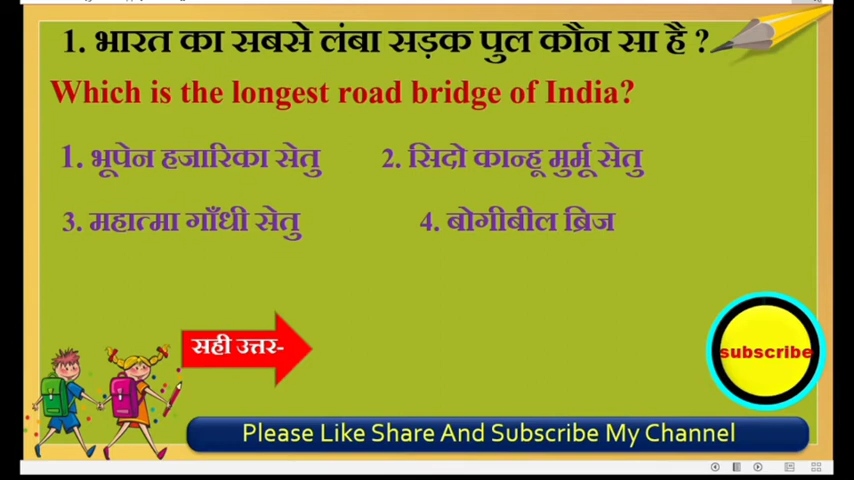 1. भारत का सबसे लंबा सड़क पुल कौन सा है ?
Which is the longest road bridge of India?
1. भूपेन हजारिका सेतु 2. सिदो कान्हू मुर्मू सेतु
3. महात्मा गाँधी सेतु 4. बोगीबील ब्रिज
सही उत्तर-
subscribe
Please Like Share And Subscribe My Channel